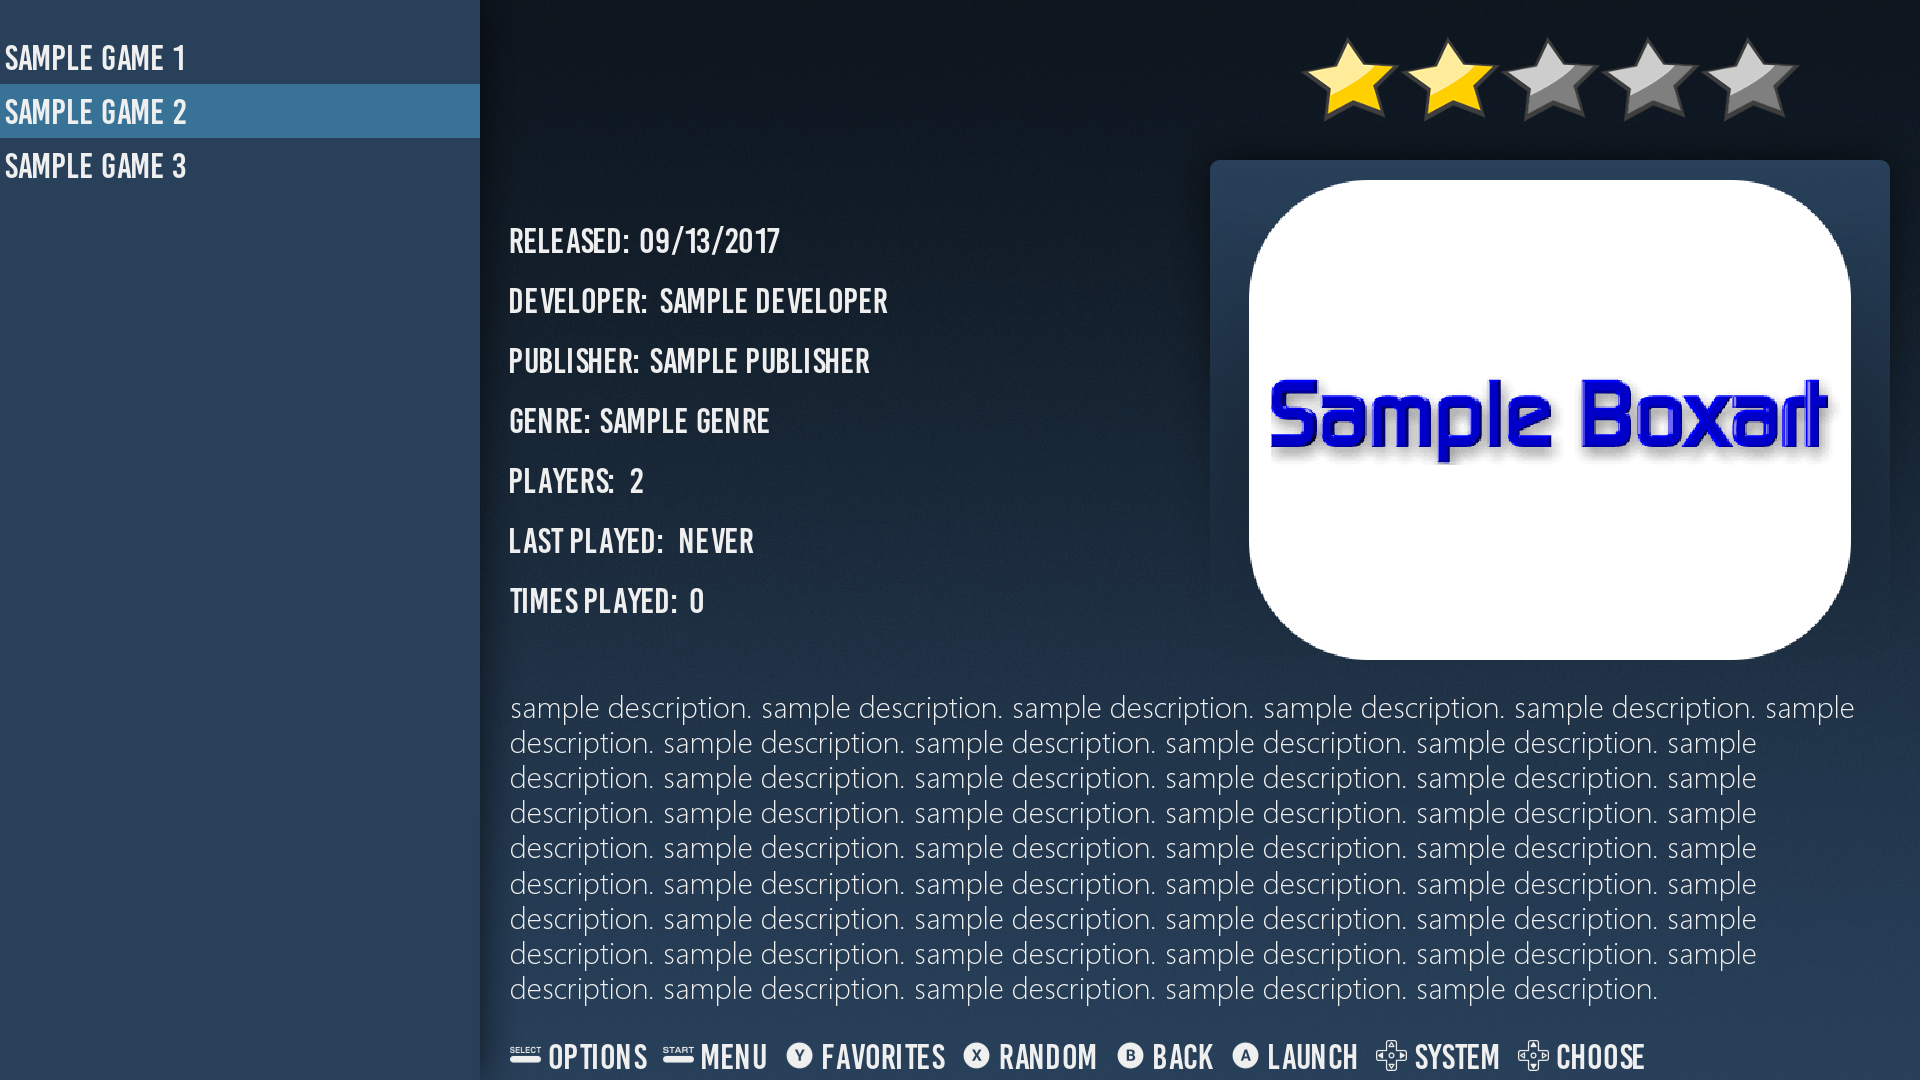 SAMPLE GAME 1
SAMPLE GAME 2
SAMPLE GAME 3
RELEASED: 09/13/2017
DEVELOPER: SAMPLE DEVELOPER
PUBLISHER: SAMPLE PUBLISHER
GENRE: SAMPLE GENRE
PLAYERS: 2
LAST PLAYED: NEVER
TIMES PLAYED: 0
Sample Boxart
sample description. sample description. sample description. sample description. sample description. sample
description. sample description. sample description. sample description. sample description. sample
description. sample description. sample description. sample description. sample description. sample
description. sample description. sample description. sample description. sample description. sample
description. sample description. sample description. sample description. sample description. sample
description. sample description. sample description. sample description. sample description. sample
description. sample description. sample description. sample description. sample description. sample
description. sample description. sample description. sample description. sample description. sample
description. sample description. sample description. sample description. sample description.
SELECT OPTIONS START MENU Y FAVORITES X RANDOM B BACK A LAUNCH SYSTEM CHOOSE